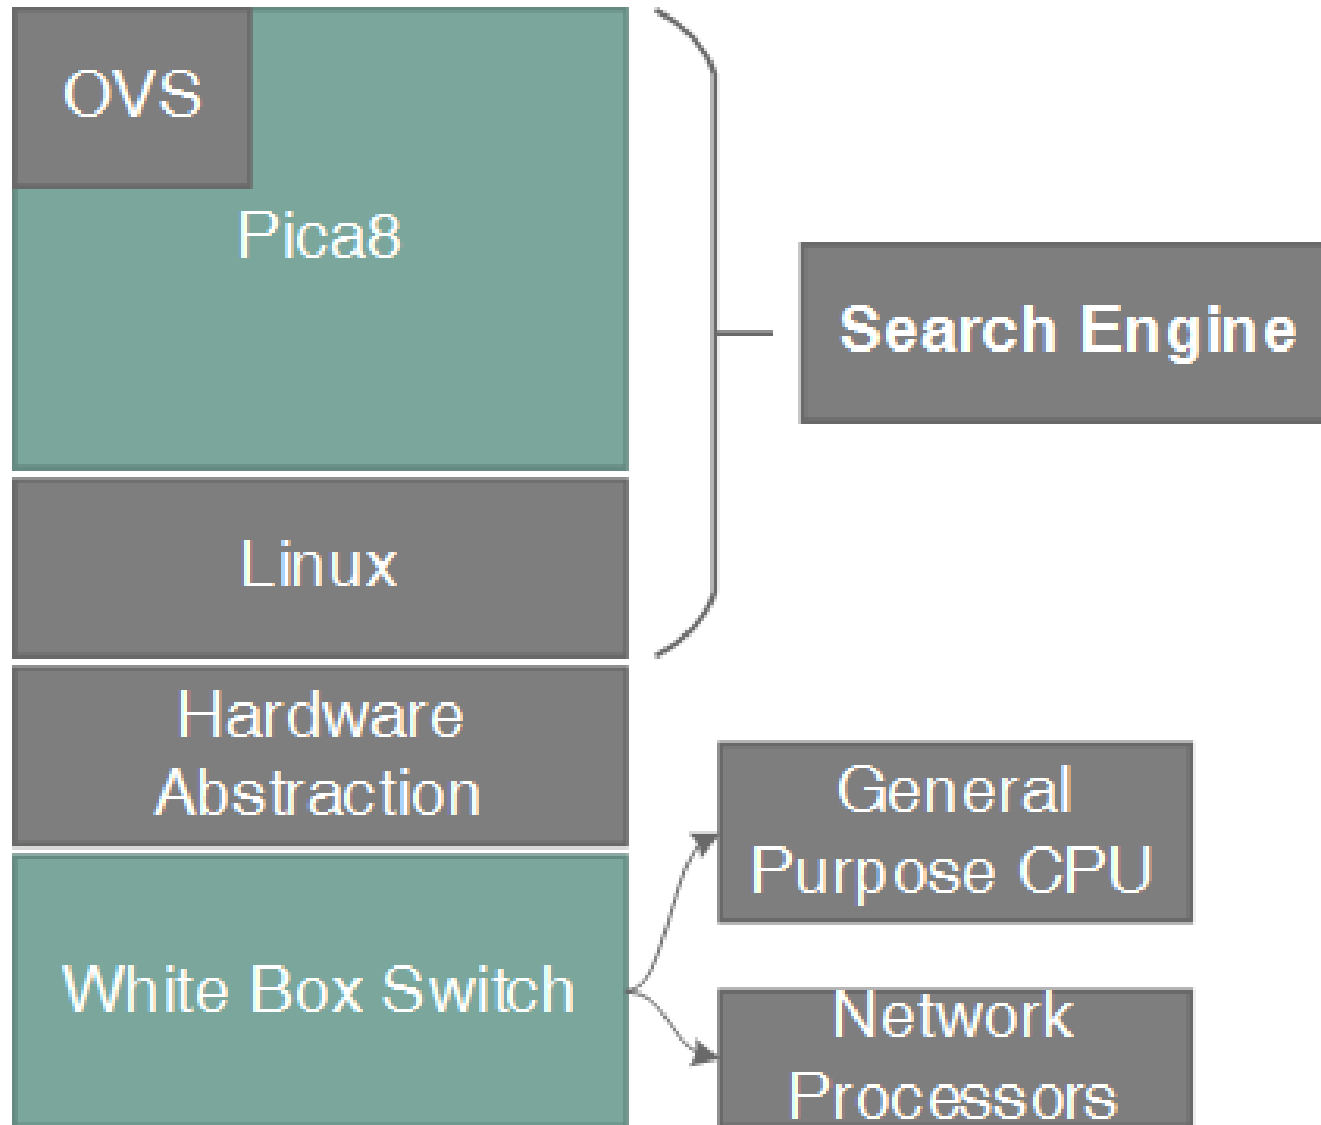 OVS
Pica8
Search Engine
Linux
Hardware
Abstraction
General
Purpose CPU
White Box Switch
Network
Processors